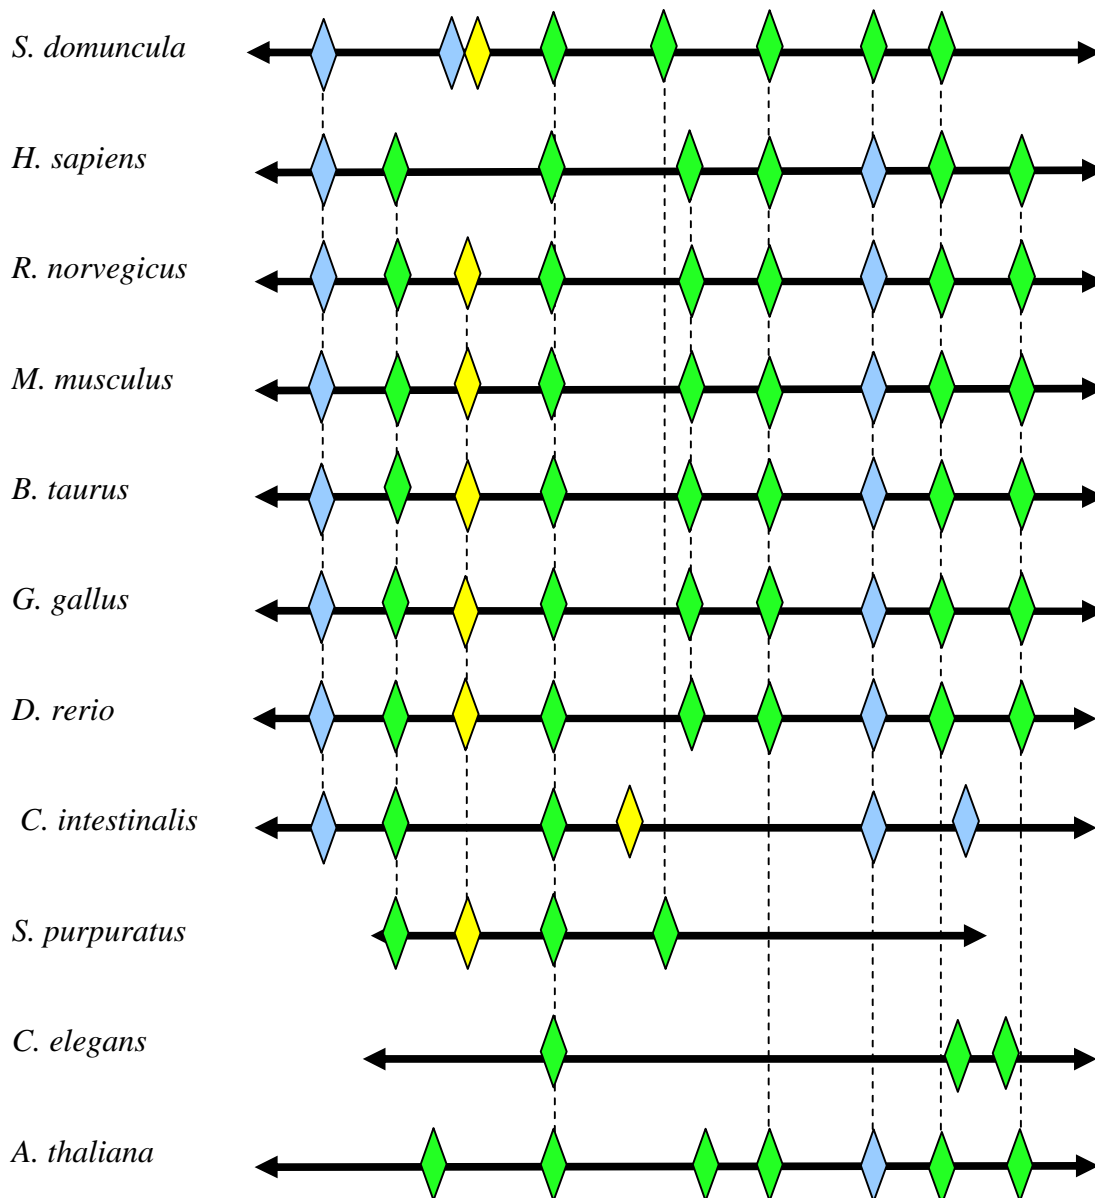 S. domuncula
H. sapiens
R. norvegicus
M. musculus
B. taurus
G. gallus
D. rerio
C. intestinalis
S. purpuratus
C. elegans
A. thaliana